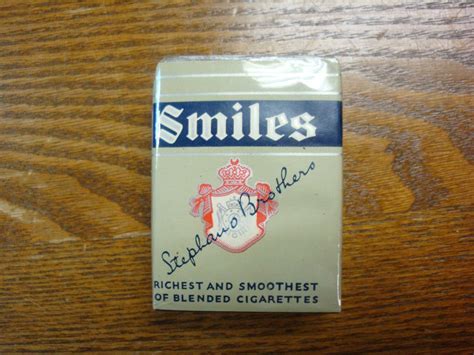 Smiles
Stephano Brothers
RICHEST AND SMOOTHEST
OF BLENDED CIGARETTES